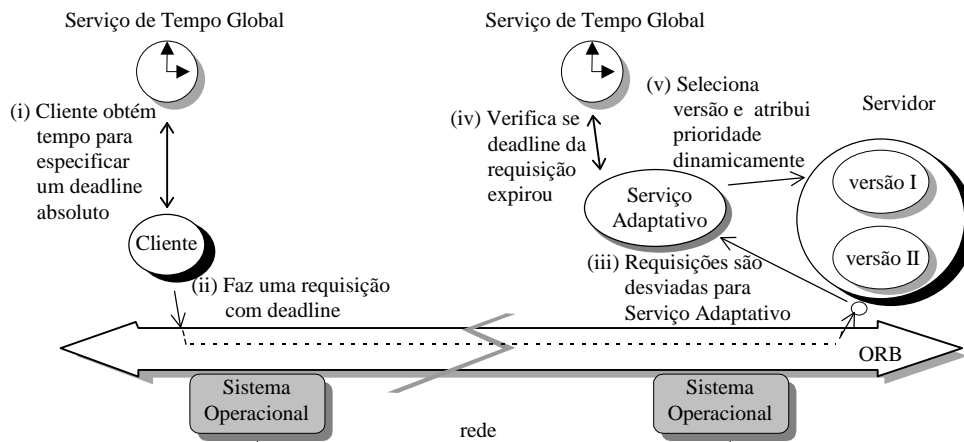 Serviço de Tempo Global
(i) Cliente obtém
tempo para
especificar
um deadline
absoluto
Cliente
(ii) Faz uma requisição
com deadline
Serviço de Tempo Global
(iv) Verifica se
deadline da
requisição
expirou
(v) Seleciona
versão e atribui
prioridade
dinamicamente
Servidor
versão I
versão II
Serviço
Adaptativo
(iii) Requisições são
desviadas para
Serviço Adaptativo
ORB
Sistema
Operacional
rede
Sistema
Operacional